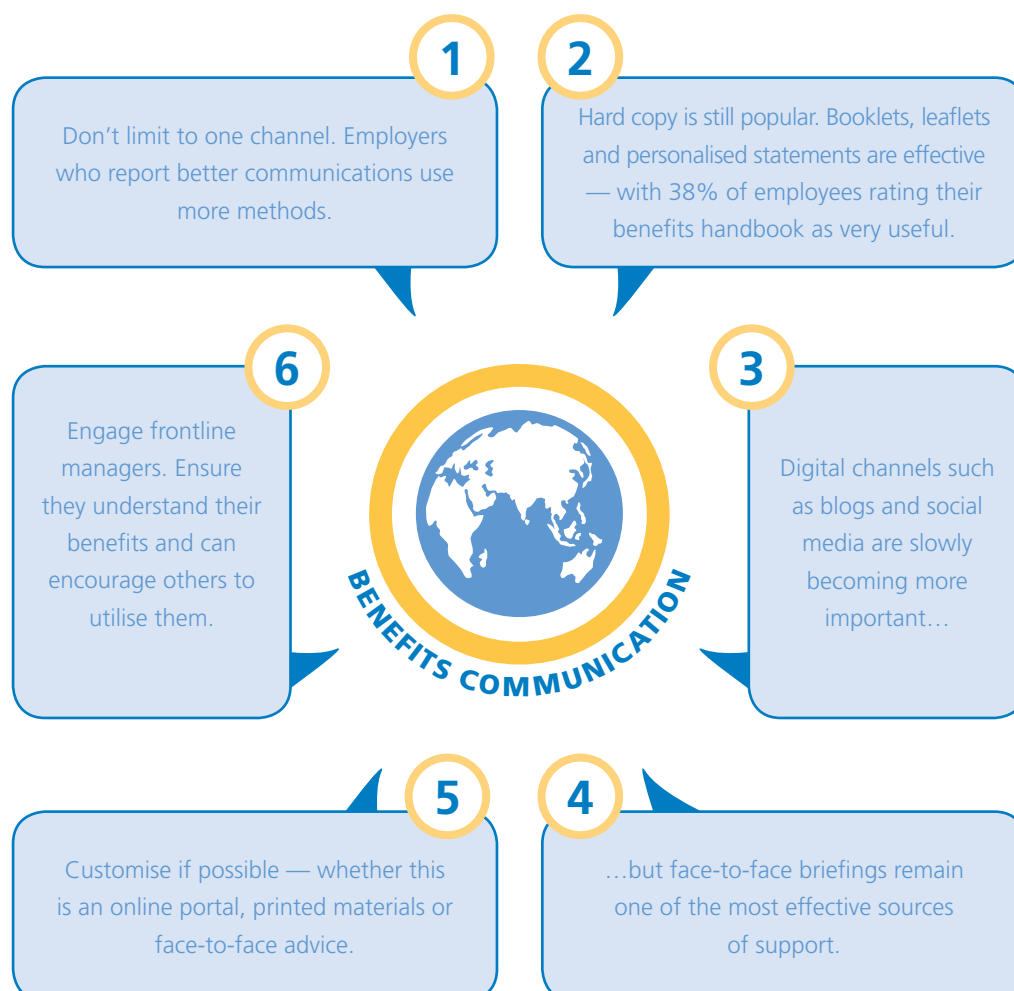 1
Don’t limit to one channel. Employers
who report better communications use
more methods.
2
Hard copy is still popular. Booklets, leaflets
and personalised statements are effective
— with 38% of employees rating their
benefits handbook as very useful.
3
Digital channels such
as blogs and social
media are slowly
becoming more
important…
4
…but face-to-face briefings remain
one of the most effective sources
of support.
5
Customise if possible — whether this
is an online portal, printed materials or
face-to-face advice.
6
Engage frontline
managers. Ensure
they understand their
benefits and can
encourage others to
utilise them.
BENEFITS COMMUNICATION